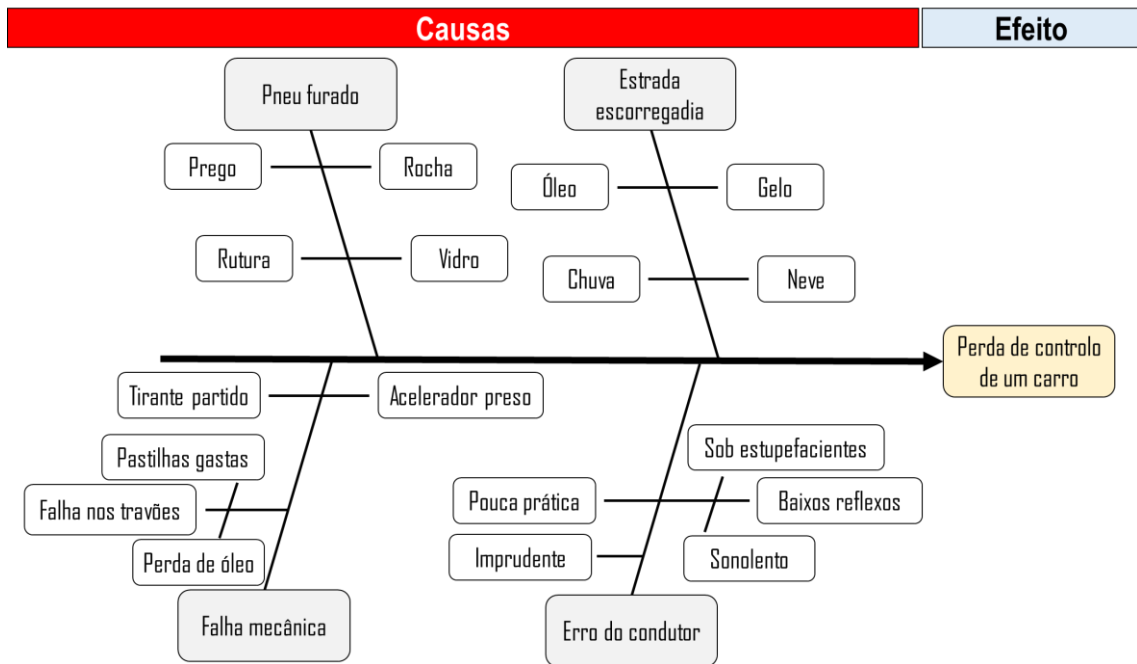 Causas
Efeito
Pneu furado
Estrada
escorregadia
Prego
Rocha
Óleo
Gelo
Rutura
Vidro
Chuva
Neve
Perda de controlo
de um carro
Tirante partido
Acelerador preso
Pastilhas gastas
Sob estupefacientes
Falha nos travões
Pouca prática
Baixos reflexos
Perda de óleo
Imprudente
Sonolento
Falha mecânica
Erro do condutor